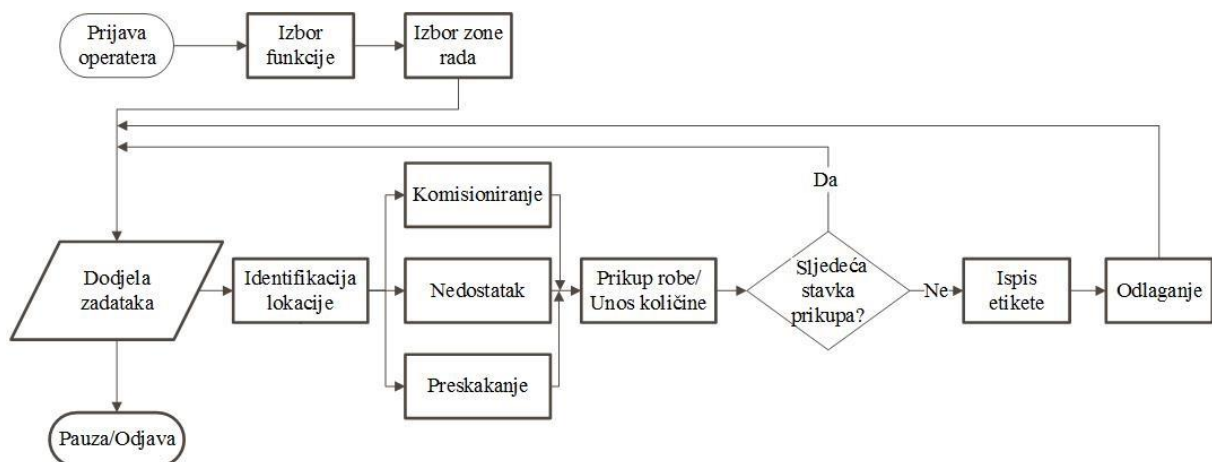 Prijava
operatera
Izbor
funkcije
Izbor zone
rada
Da
Komisioniranje
Dodjela
zadataka
Identifikacija
lokacije
Nedostatak
Prikup robe/
Unos količine
Sljedeća
stavka
prikupa?
Ne
Ispis
etikete
Odlaganje
Preskakanje
Pauza/Odjava